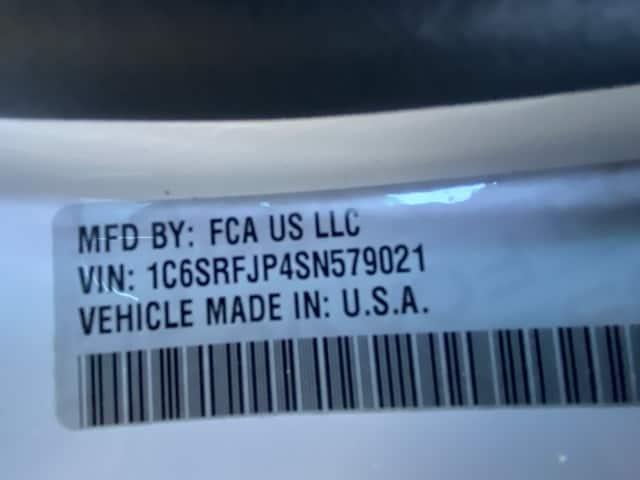 MFD BY: FCA US LLC
VIN: 1C6SRFJP4SN579021
VEHICLE MADE IN: U.S.A.